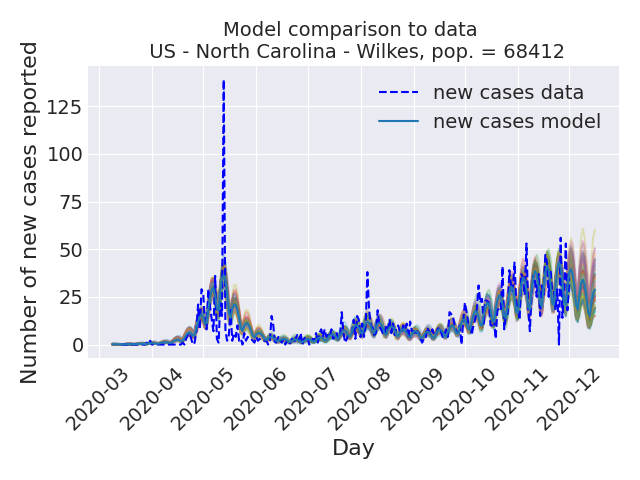 Model comparison to data
US - North Carolina - Wilkes, pop. = 68412
Number of new cases reported
125
100
75
50
25
0
new cases data
new cases model
2020-03
2020-04
2020-05
2020-06
2020-07
2020-08
2020-09
2020-10
2020-11
2020-12
Day